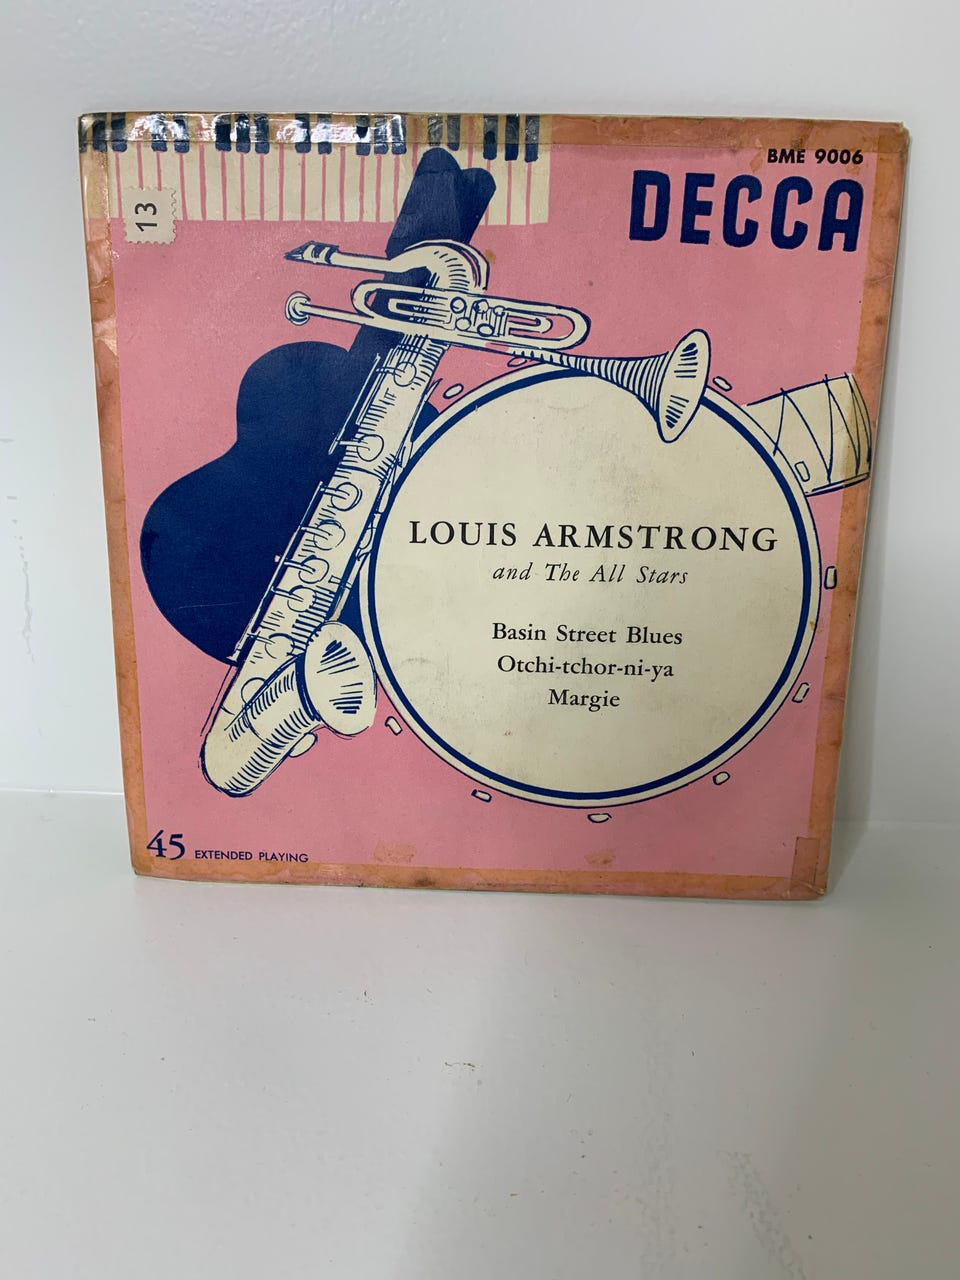 BME 9006
DECCA
13
LOUIS ARMSTRONG
and The All Stars
Basin Street Blues
Otchi-tchor-ni-ya
Margie
45 EXTENDED PLAYING